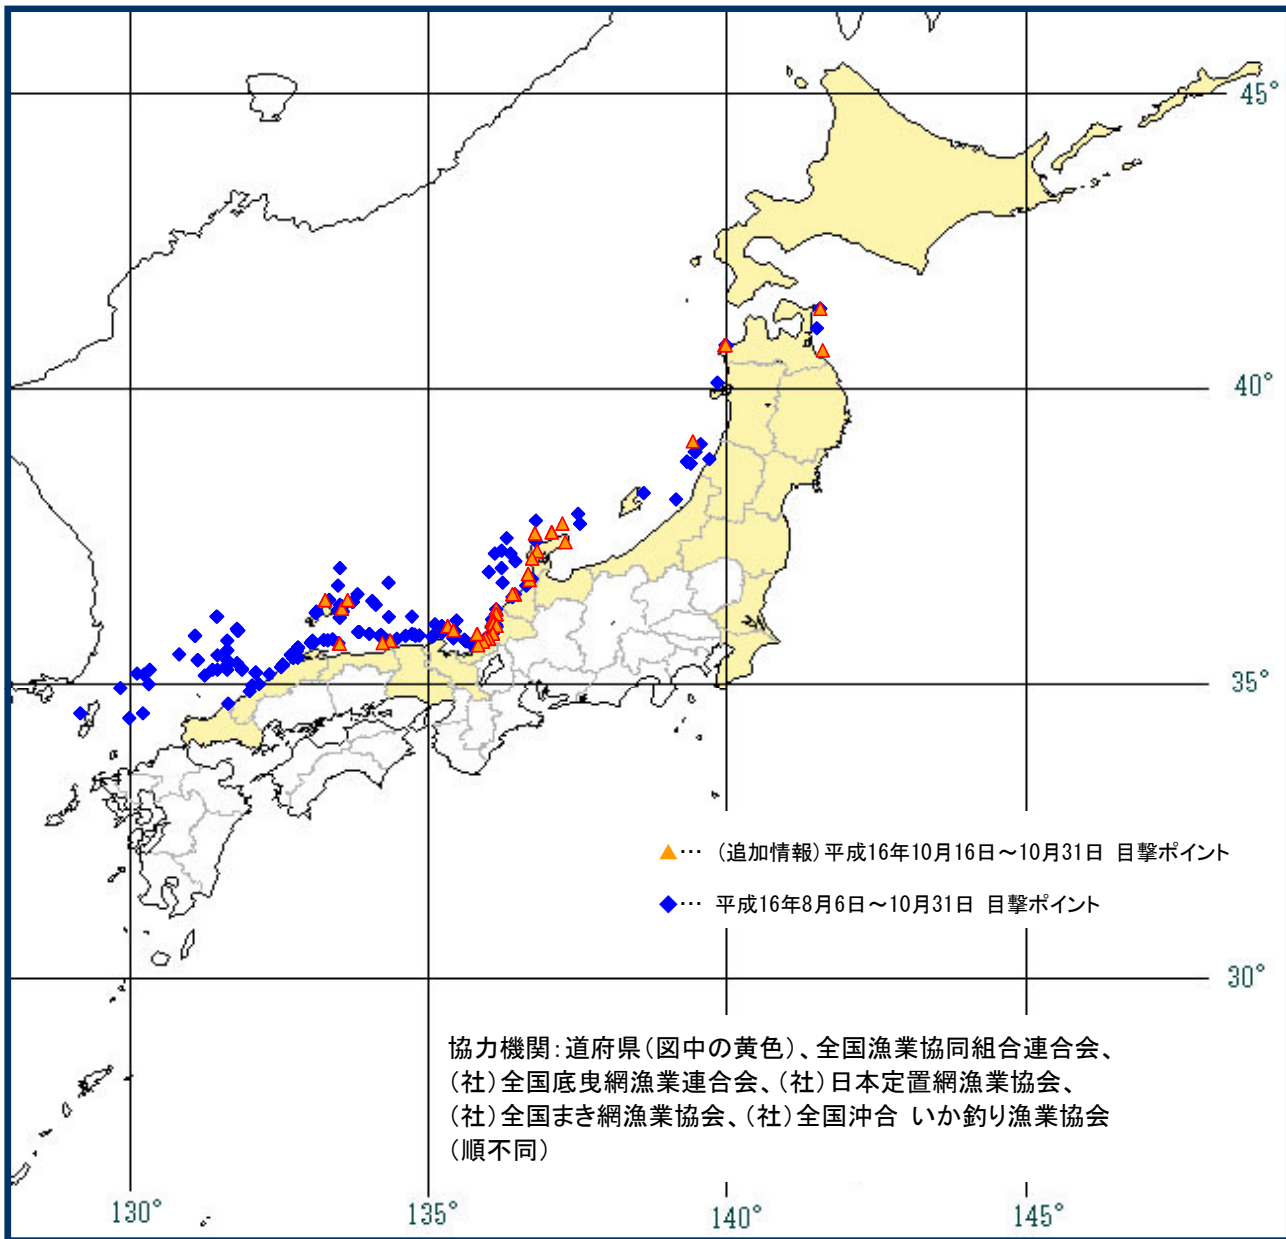 45°
40°
35°
▲… （追加情報）平成16年10月16日～10月31日 目撃ポイント
◆… 平成16年8月6日～10月31日 目撃ポイント
30°
協力機関：道府県（図中の黄色）、全国漁業協同組合連合会、
（社）全国底曳網漁業連合会、（社）日本定置網漁業協会、
（社）全国まき網漁業協会、（社）全国沖合 いか釣り漁業協会
（順不同）
130° 135° 140° 145°